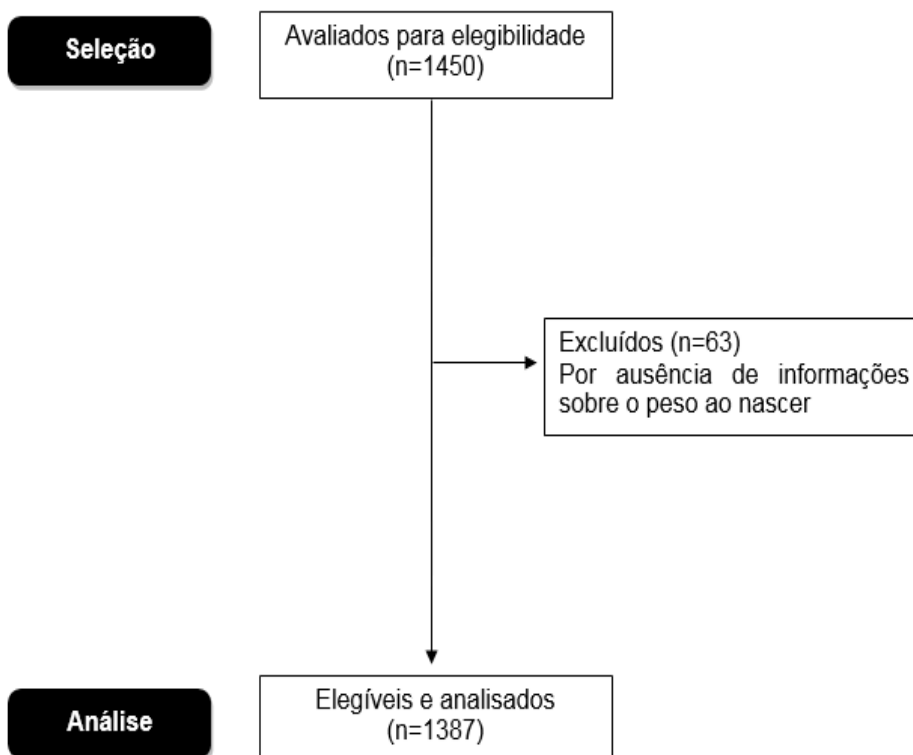 Seleção
Avaliados para elegibilidade
(n=1450)
Excluídos (n=63)
Por ausência de informações
sobre o peso ao nascer
Análise
Elegíveis e analisados
(n=1387)